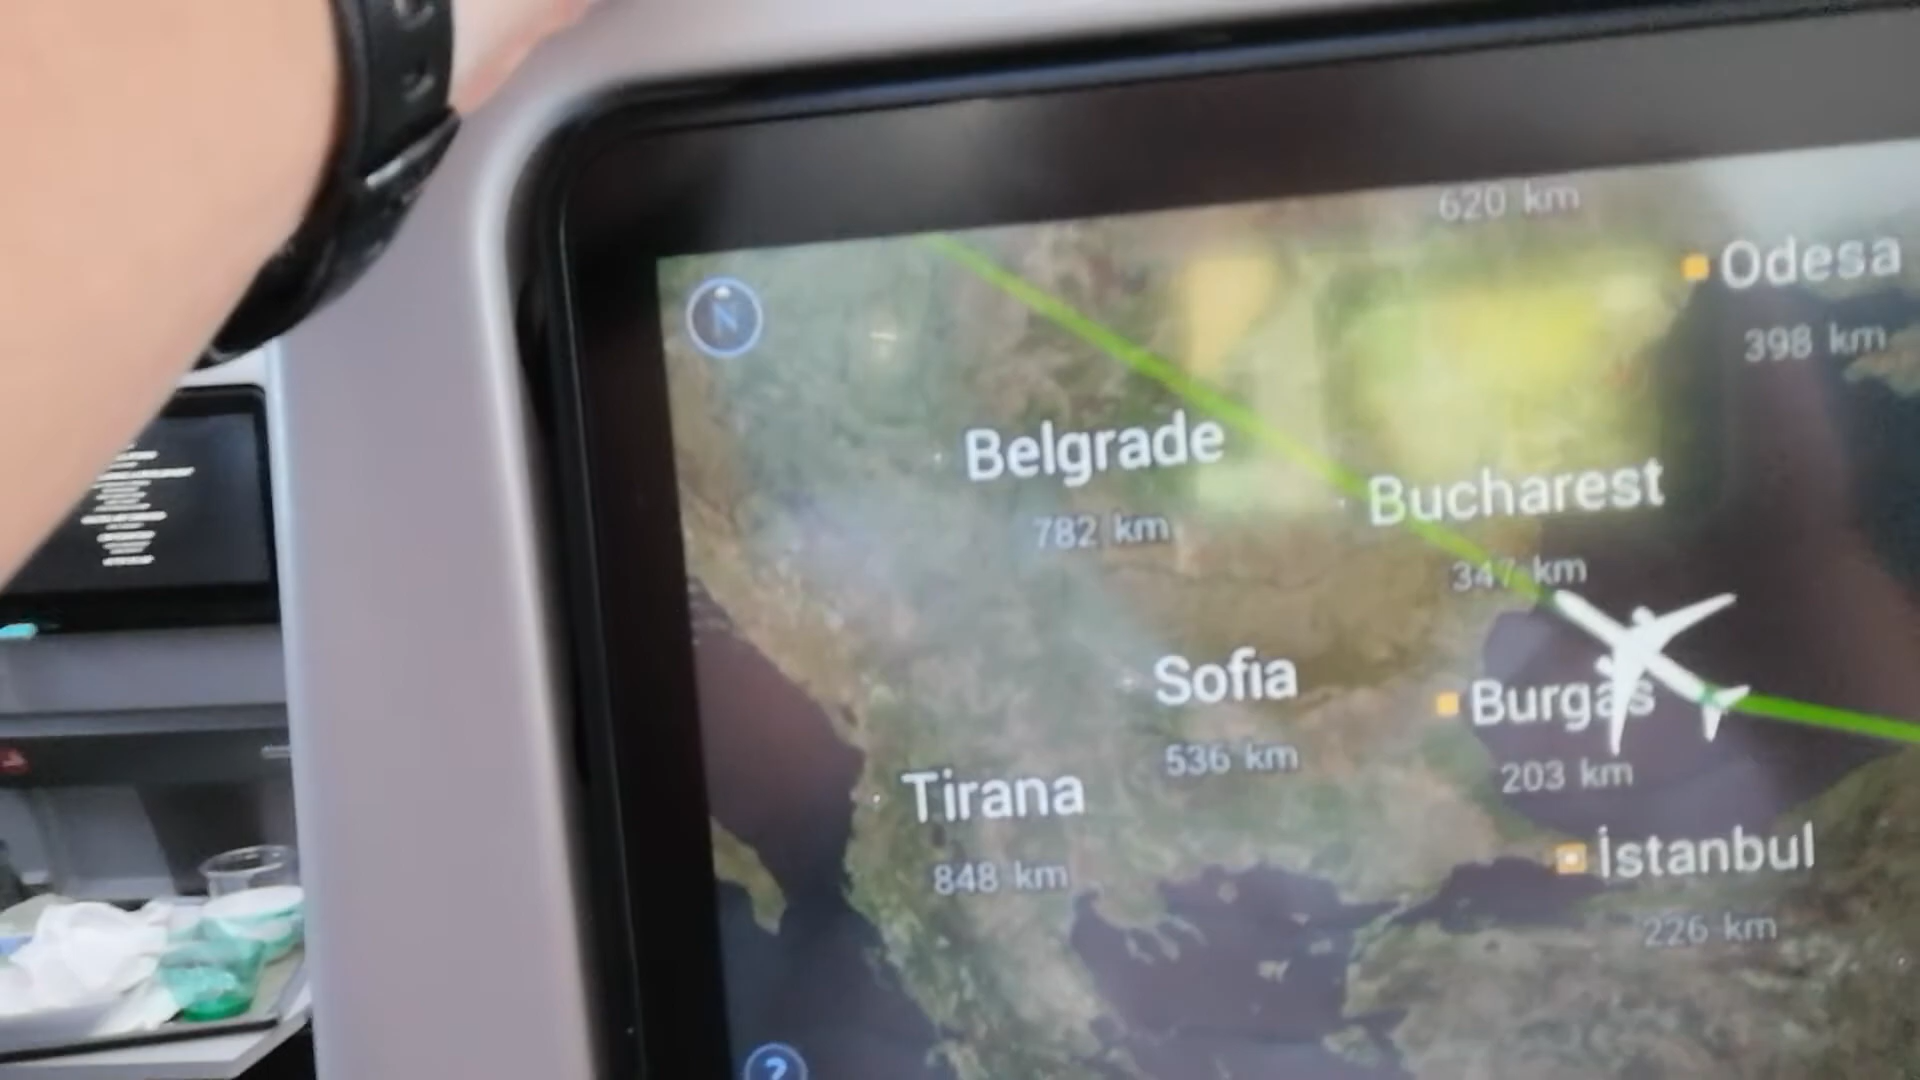 620 km
Odesa
398 km
N
Belgrade
782 km
Bucharest
347 km
Sofia
536 km
Burgas
203 km
Tirana
848 km
İstanbul
226 km
?